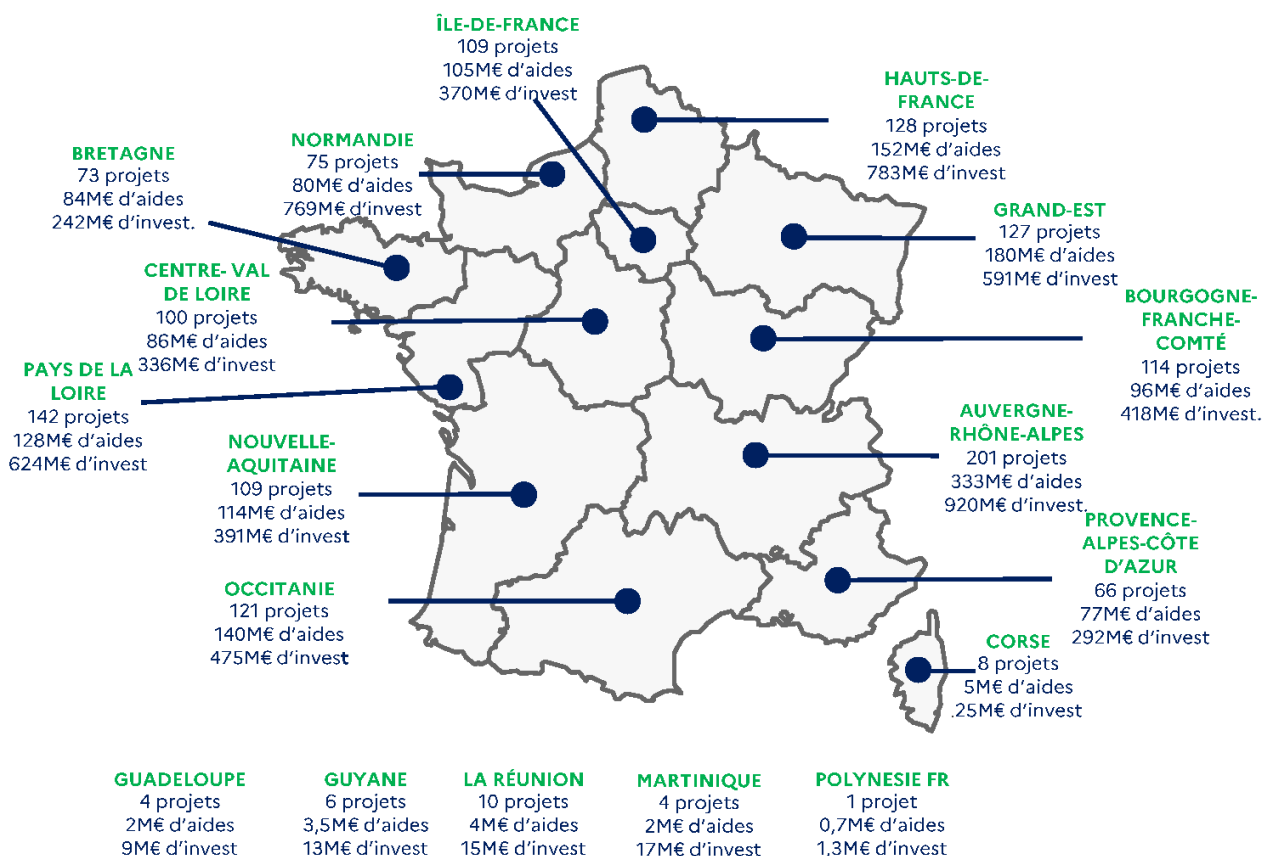 ÎLE-DE-FRANCE
109 projets
105M€ d'aides
370M€ d'invest
HAUTS-DE-
FRANCE
128 projets
152M€ d'aides
783M€ d'invest
NORMANDIE
75 projets
80M€ d'aides
769M€ d'invest
BRETAGNE
73 projets
84M€ d'aides
242M€ d'invest.
GRAND-EST
127 projets
180M€ d'aides
591M€ d'invest
CENTRE- VAL
DE LOIRE
100 projets
86M€ d'aides
336M€ d'invest
BOURGOGNE-
FRANCHE-
COMTÉ
114 projets
96M€ d'aides
418M€ d'invest.
PAYS DE LA
LOIRE
142 projets
128M€ d'aides
624M€ d'invest
AUVERGNE-
RHÔNE-ALPES
201 projets
333M€ d'aides
920M€ d'invest.
NOUVELLE-
AQUITAINE
109 projets
114M€ d'aides
391M€ d'invest
PROVENCE-
ALPES-CÔTE
D'AZUR
66 projets
77M€ d'aides
292M€ d'invest
OCCITANIE
121 projets
140M€ d'aides
475M€ d'invest
CORSE
8 projets
5M€ d'aides
.25M€ d'invest
GUADELOUPE
4 projets
2M€ d'aides
9M€ d'invest
GUYANE
6 projets
3,5M€ d'aides
13M€ d'invest
LA RÉUNION
10 projets
4M€ d'aides
15M€ d'invest
MARTINIQUE
4 projets
2M€ d'aides
17M€ d'invest
POLYNESIE FR
1 projet
0,7M€ d'aides
1,3M€ d'invest